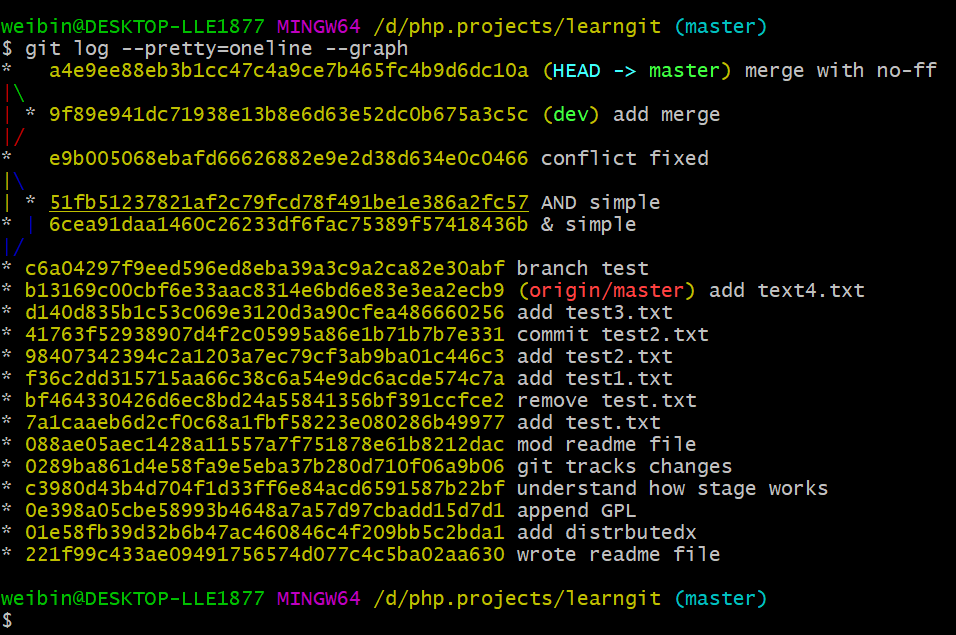 weibin@DESKTOP-LLE1877 MINGW64 /d/php.projects/learngit (master)
$ git log --pretty=oneline --graph
*   a4e9ee88eb3b1cc47c4a9ce7b465fc4b9d6dc10a (HEAD -> master) merge with no-ff
|\
| * 9f89e941dc71938e13b8e6d63e52dc0b675a3c5c (dev) add merge
|/
*   e9b005068ebafd66626882e9e2d38d634e0c0466 conflict fixed
|\
| * 51fb51237821af2c79fcd78f491be1e386a2fc57 AND simple
* | 6cea91daa1460c26233df6fac75389f57418436b & simple
|/
* c6a04297f9eed596ed8eba39a3c9a2ca82e30abf branch test
* b13169c00cbf6e33aac8314e6bd6e83e3ea2ecb9 (origin/master) add text4.txt
* d140d835b1c53c069e3120d3a90cfea486660256 add test3.txt
* 41763f52938907d4f2c05995a86e1b71b7b7e331 commit test2.txt
* 98407342394c2a1203a7ec79cf3ab9ba01c446c3 add test2.txt
* f36c2dd315715aa66c38c6a54e9dc6acde574c7a add test1.txt
* bf464330426d6ec8bd24a55841356bf391ccfce2 remove test.txt
* 7a1caaeb6d2cf0c68a1fbf58223e080286b49977 add test.txt
* 088ae05aec1428a11557a7f751878e61b8212dac mod readme file
* 0289ba861d4e58fa9e5eba37b280d710f06a9b06 git tracks changes
* c3980d43b4d704f1d33ff6e84acd6591587b22bf understand how stage works
* 0e398a05cbe58993b4648a7a57d97cbadd15d7d1 append GPL
* 01e58fb39d32b6b47ac460846c4f209bb5c2bda1 add distrbutedx
* 221f99c433ae09491756574d077c4c5ba02aa630 wrote readme file
weibin@DESKTOP-LLE1877 MINGW64 /d/php.projects/learngit (master)
$